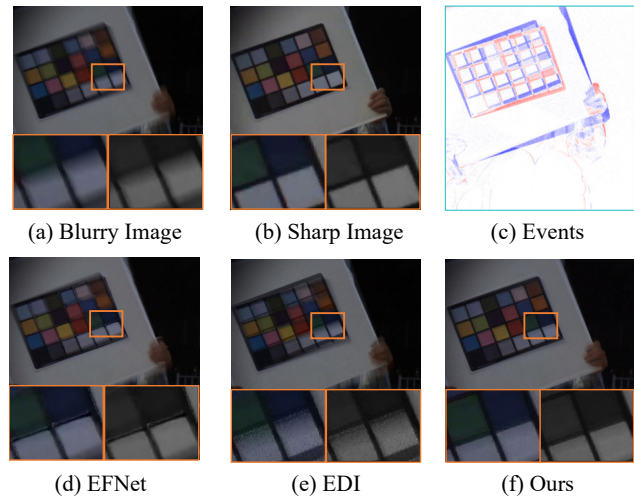 (a) Blurry Image
(b) Sharp Image
(c) Events
(d) EFNet
(e) EDI
(f) Ours